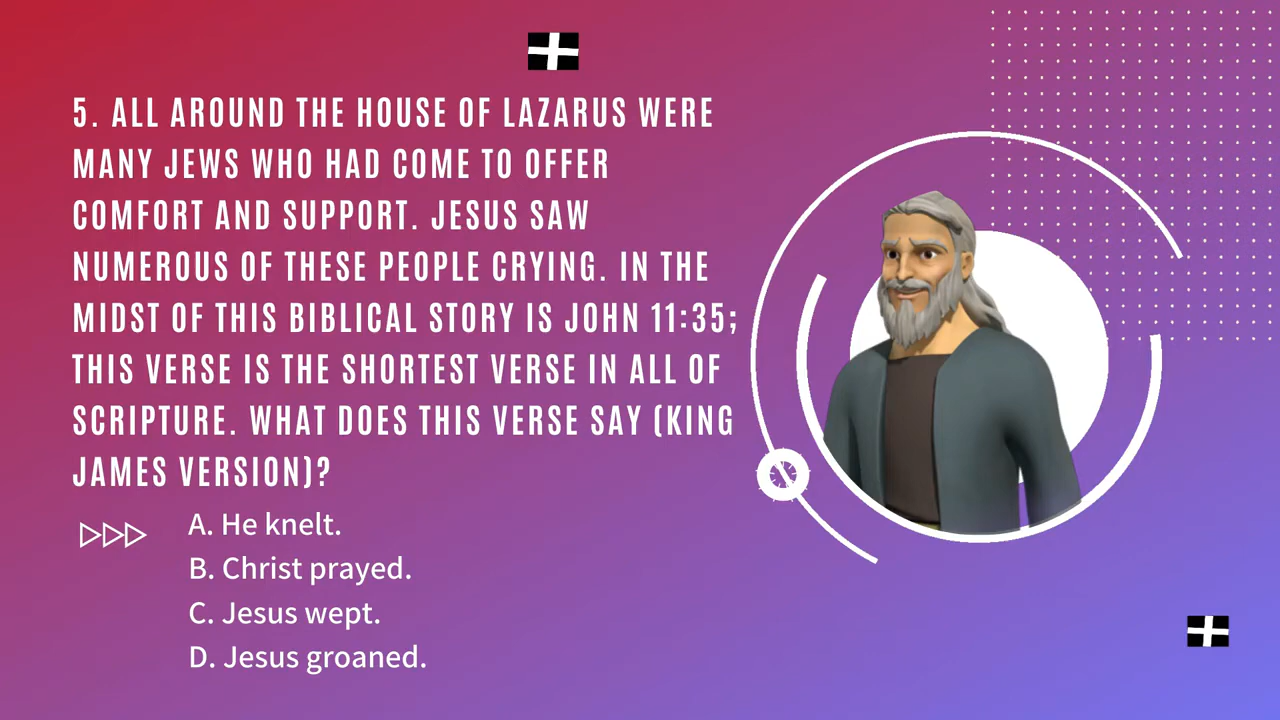 5. ALL AROUND THE HOUSE OF LAZARUS WERE
MANY JEWS WHO HAD COME TO OFFER
COMFORT AND SUPPORT. JESUS SAW
NUMEROUS OF THESE PEOPLE CRYING. IN THE
MIDST OF THIS BIBLICAL STORY IS JOHN 11:35;
THIS VERSE IS THE SHORTEST VERSE IN ALL OF
SCRIPTURE. WHAT DOES THIS VERSE SAY (KING
JAMES VERSION)?
A. He knelt.
B. Christ prayed.
C. Jesus wept.
D. Jesus groaned.